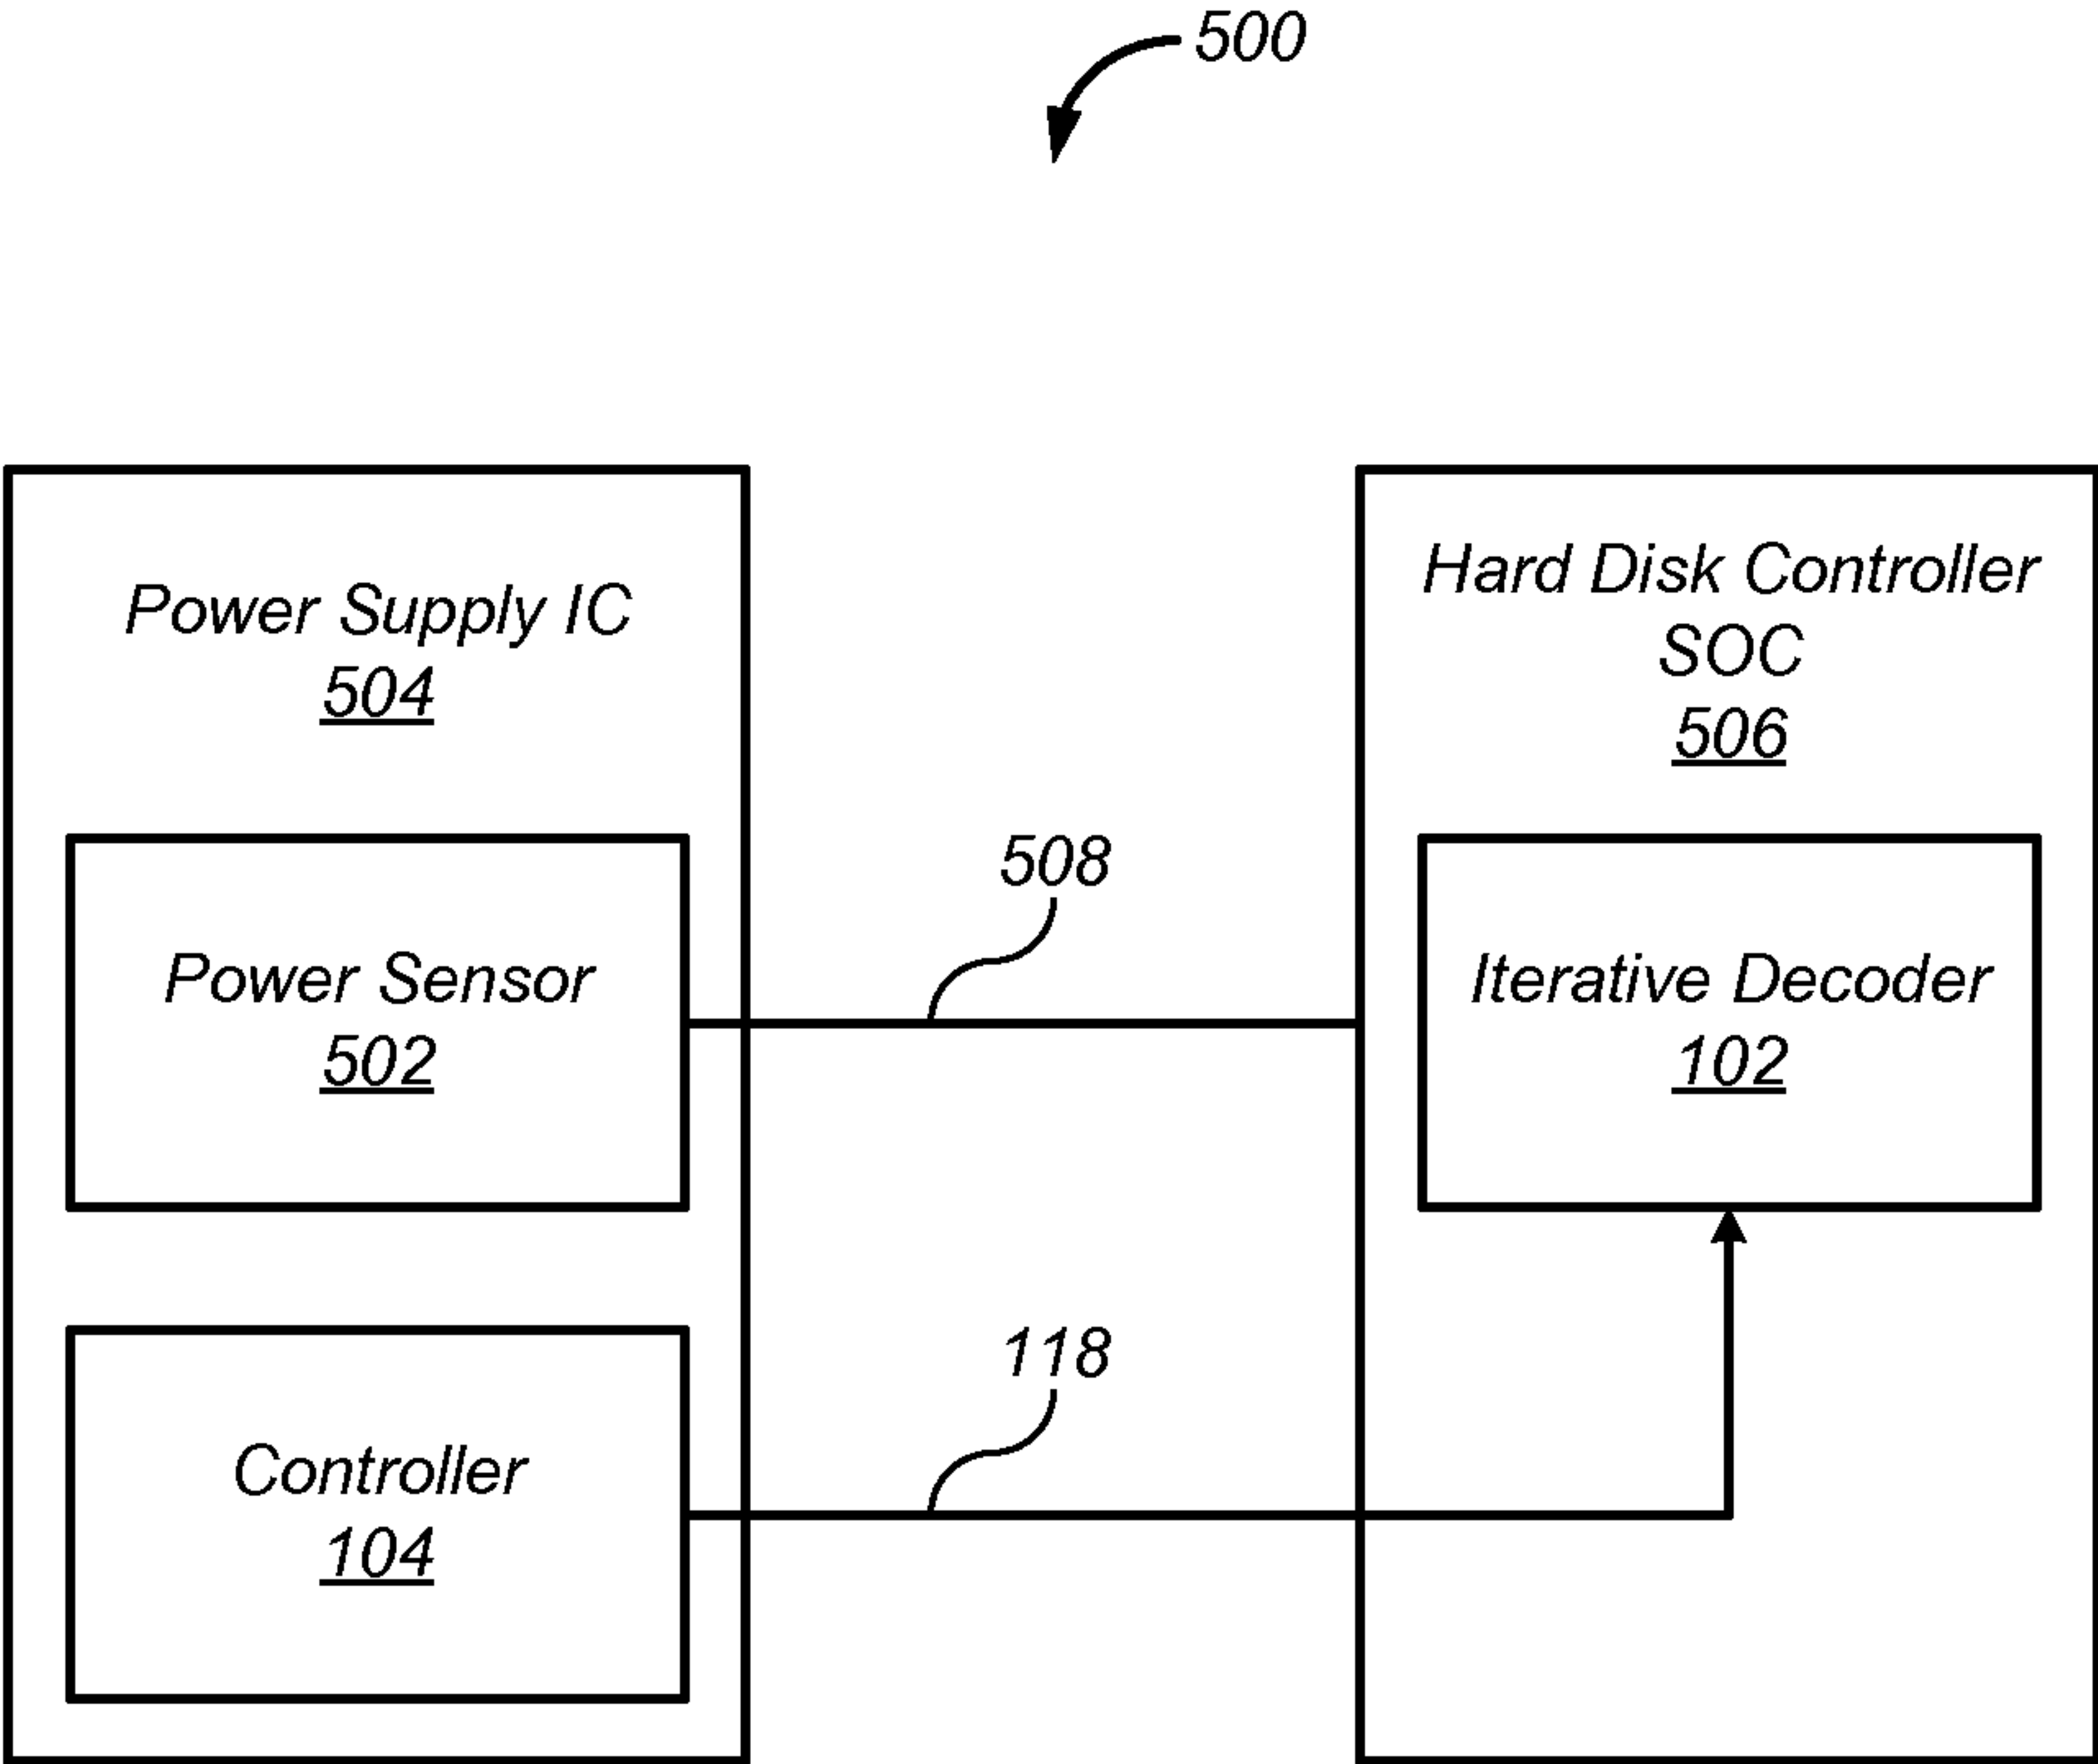 500
Power Supply IC
504
Hard Disk Controller
SOC
506
Power Sensor
502
508
Iterative Decoder
102
Controller
104
118